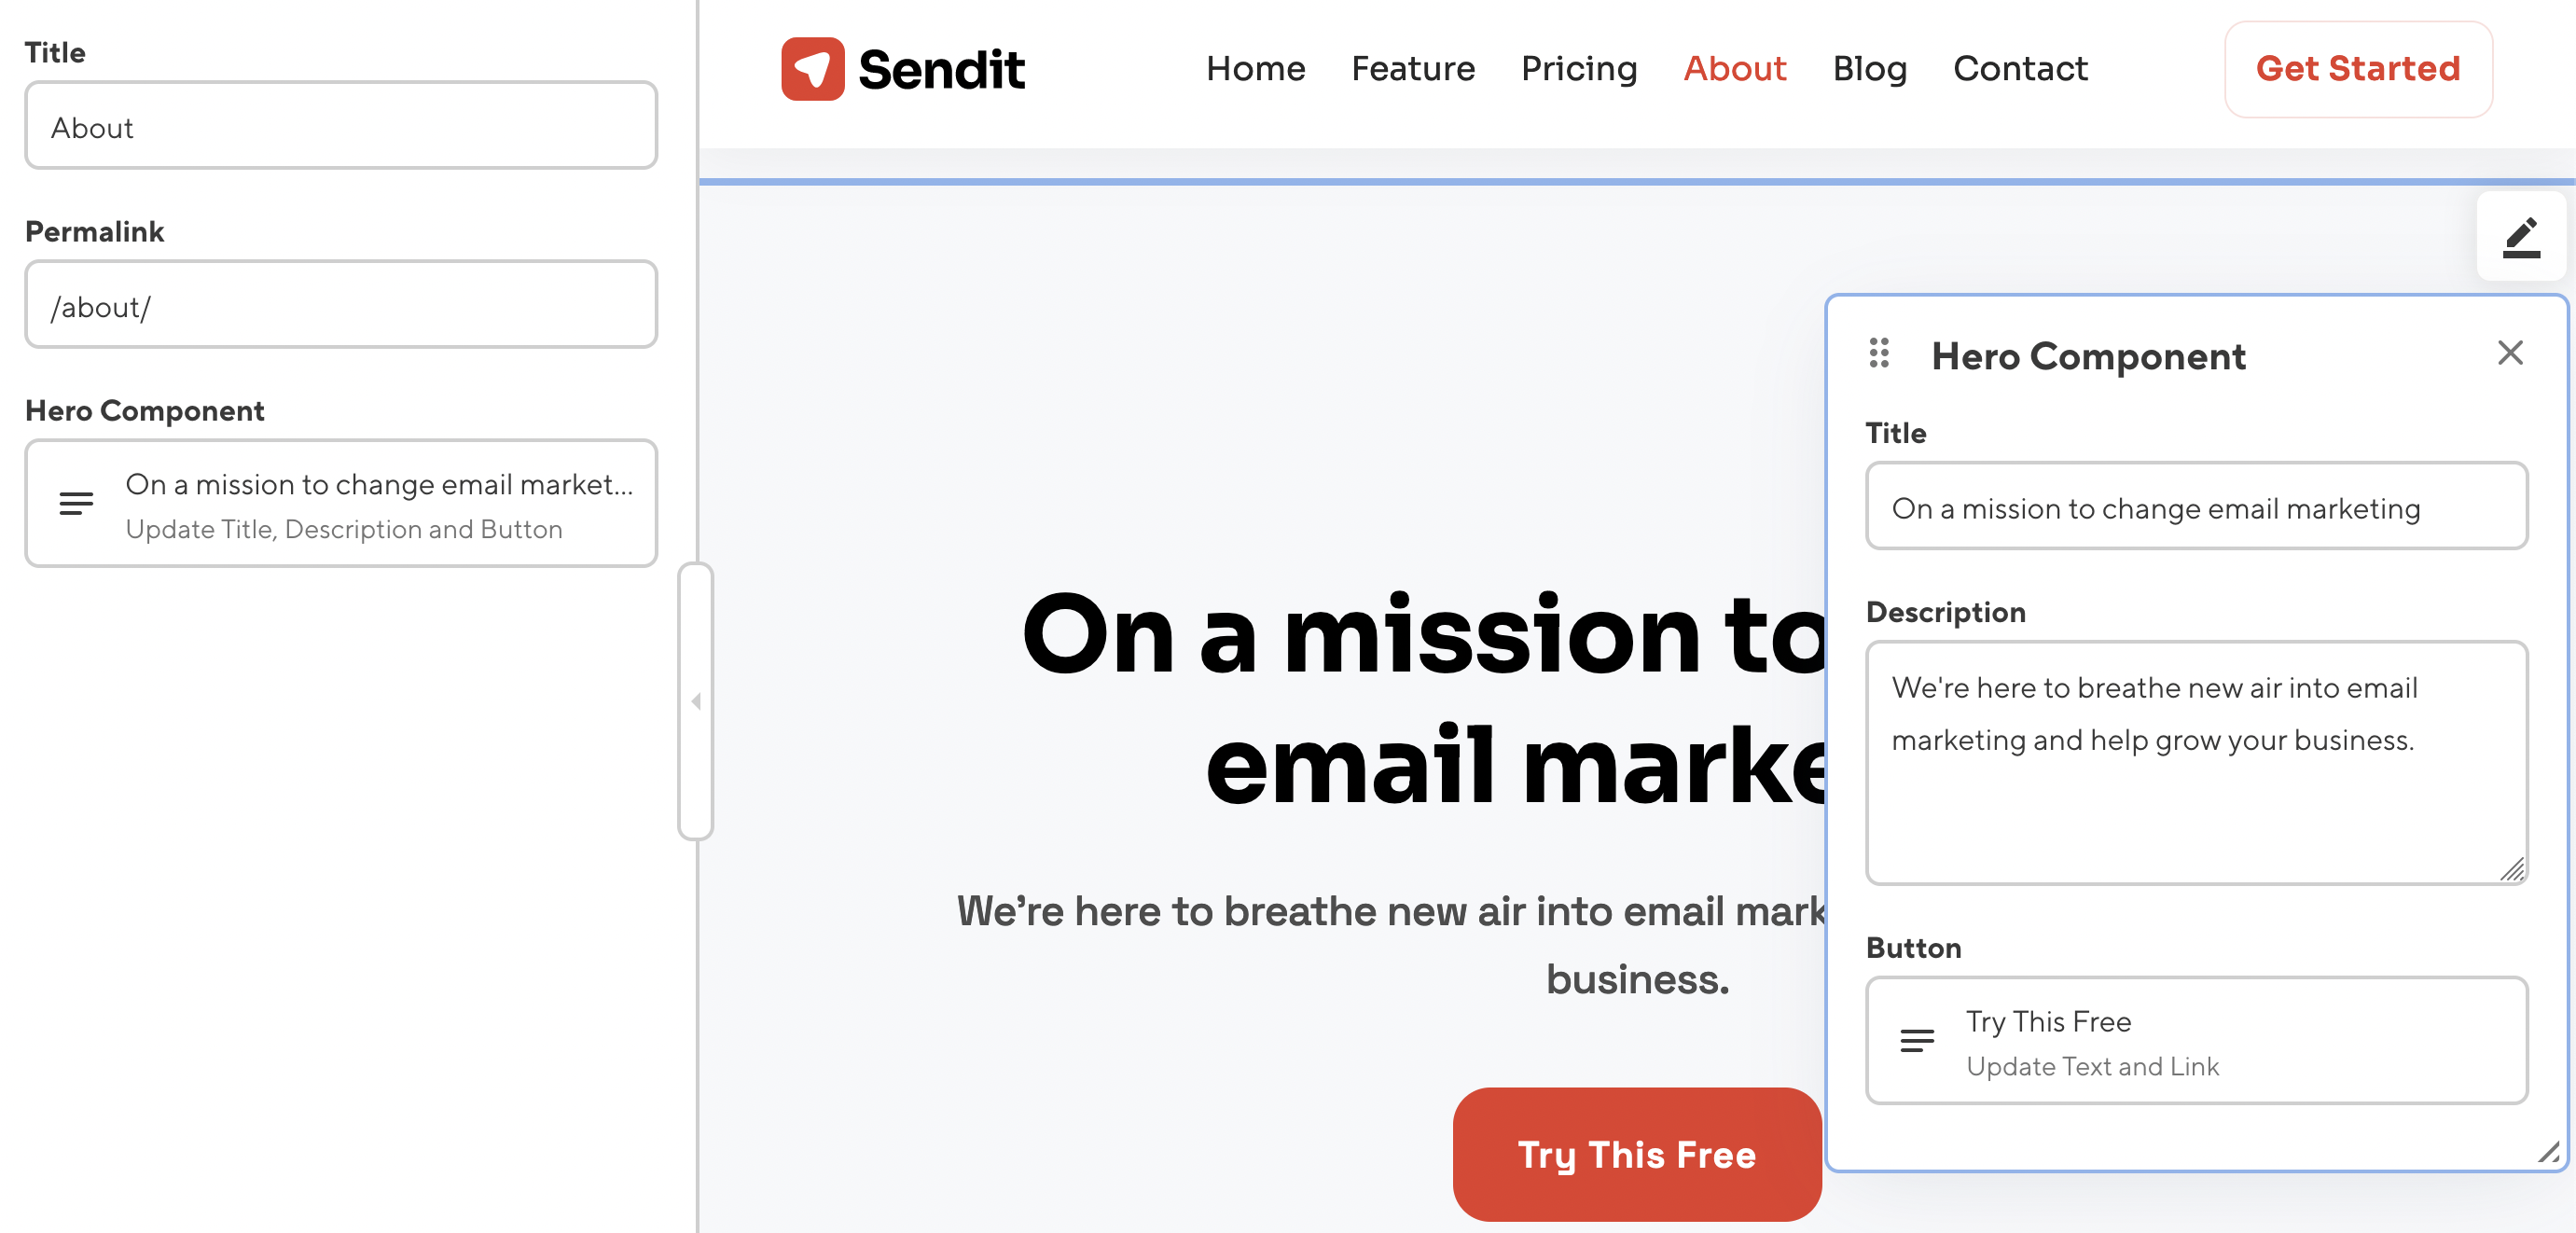 Title
About
Permalink
/about/
Hero Component
On a mission to change email market...
Update Title, Description and Button
Sendit
Home Feature Pricing About Blog Contact
Get Started
On a mission to
email marke
We're here to breathe new air into email mark
business.
Try This Free
Hero Component
Title
On a mission to change email marketing
Description
We're here to breathe new air into email
marketing and help grow your business.
Button
Try This Free
Update Text and Link